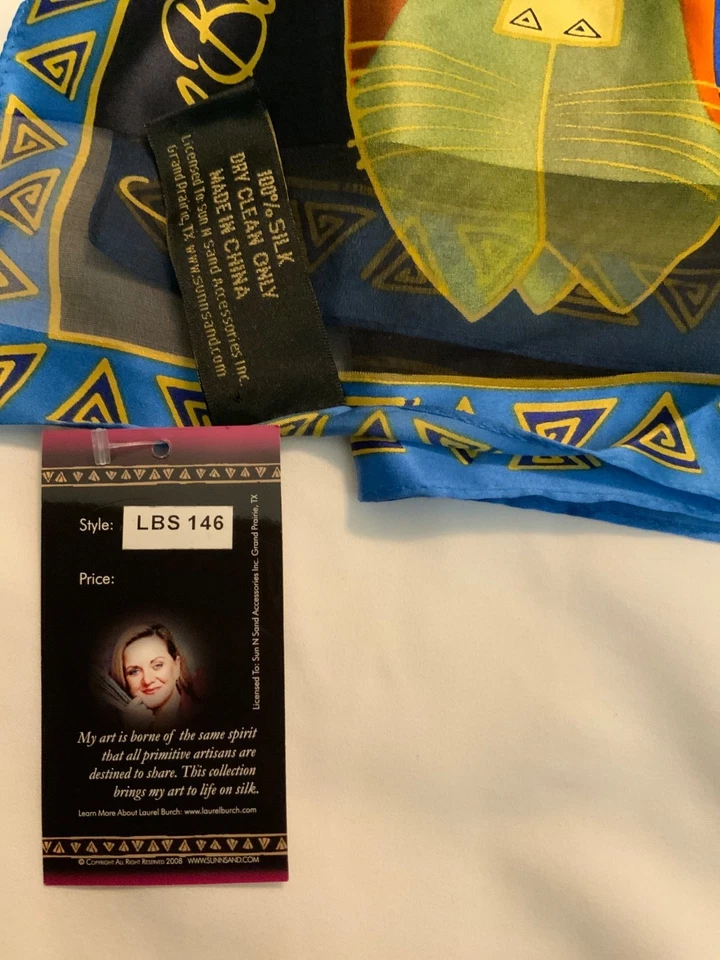 100% SILK
DRY CLEAN ONLY
MADE IN CHINA
Licensed To: Sun N Sand Accessories Inc.
Grand Prairie, TX www.sunnsand.com
Style: LBS 146
Price:
Licensed To: Sun N Sand Accessories Inc. Grand Prairie, TX
My art is borne of the same spirit
that all primitive artisans are
destined to share. This collection
brings my art to life on silk.
Learn More About Laurel Burch: www.laurelburch.com
© COPYRIGHT ALL RIGHT RESERVED 2008 WWW.SUNNSAND.COM